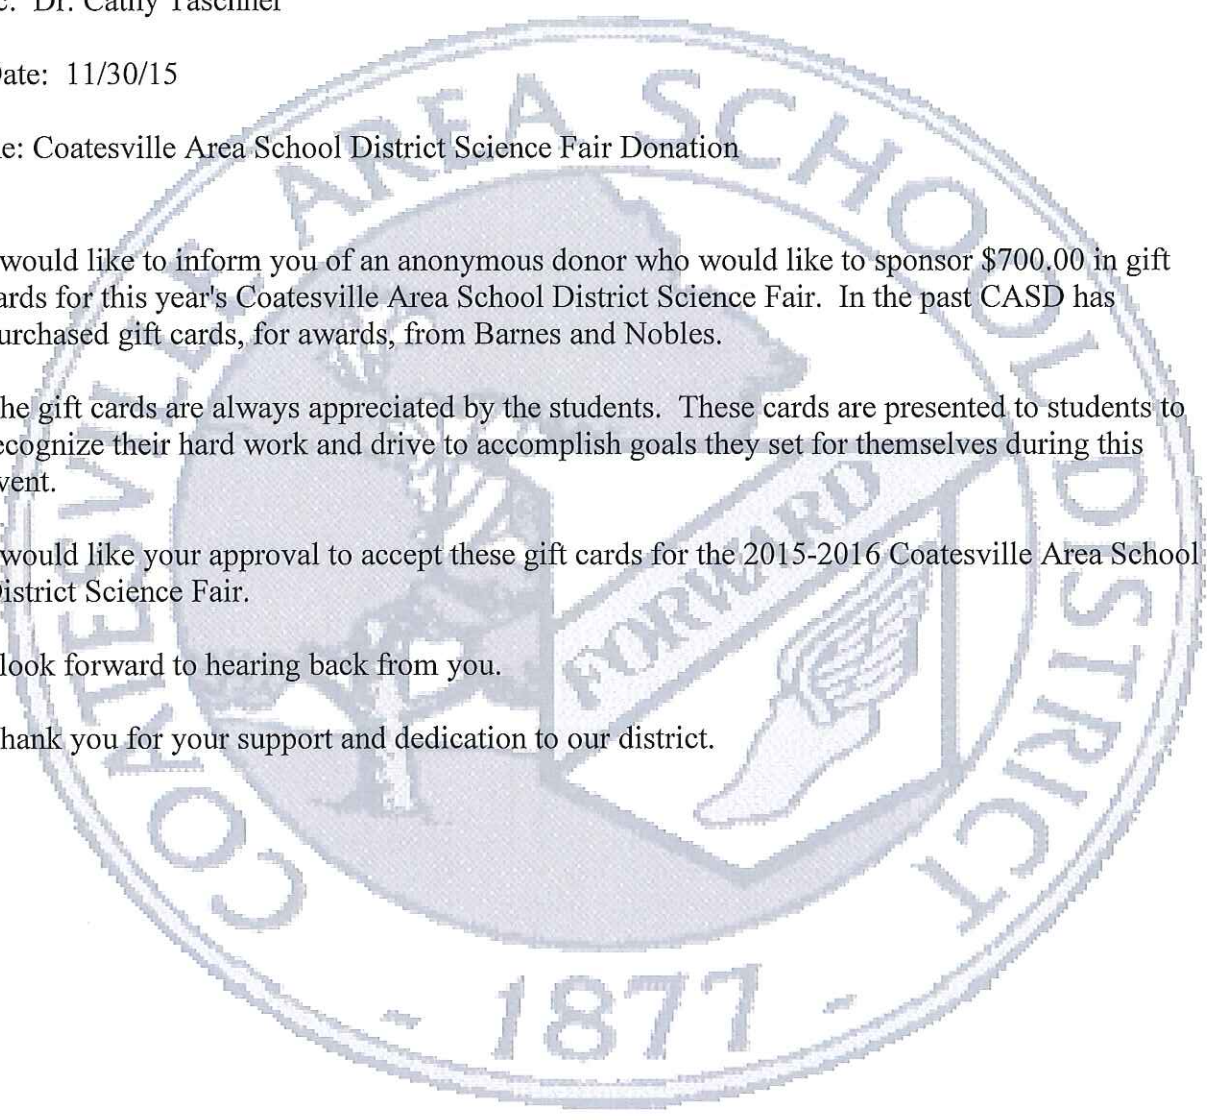 c: Dr. Cathy Taschner
ate: 11/30/15
e: Coatesville Area School District Science Fair Donation
would like to inform you of an anonymous donor who would like to sponsor $700.00 in gift
ards for this year's Coatesville Area School District Science Fair. In the past CASD has
urchased gift cards, for awards, from Barnes and Nobles.
he gift cards are always appreciated by the students. These cards are presented to students to
ecognize their hard work and drive to accomplish goals they set for themselves during this
vent.
would like your approval to accept these gift cards for the 2015-2016 Coatesville Area School
istrict Science Fair.
look forward to hearing back from you.
hank you for your support and dedication to our district.
COATESVILLE AREA SCHOOL DISTRICT
FORWARD
- 1877 -